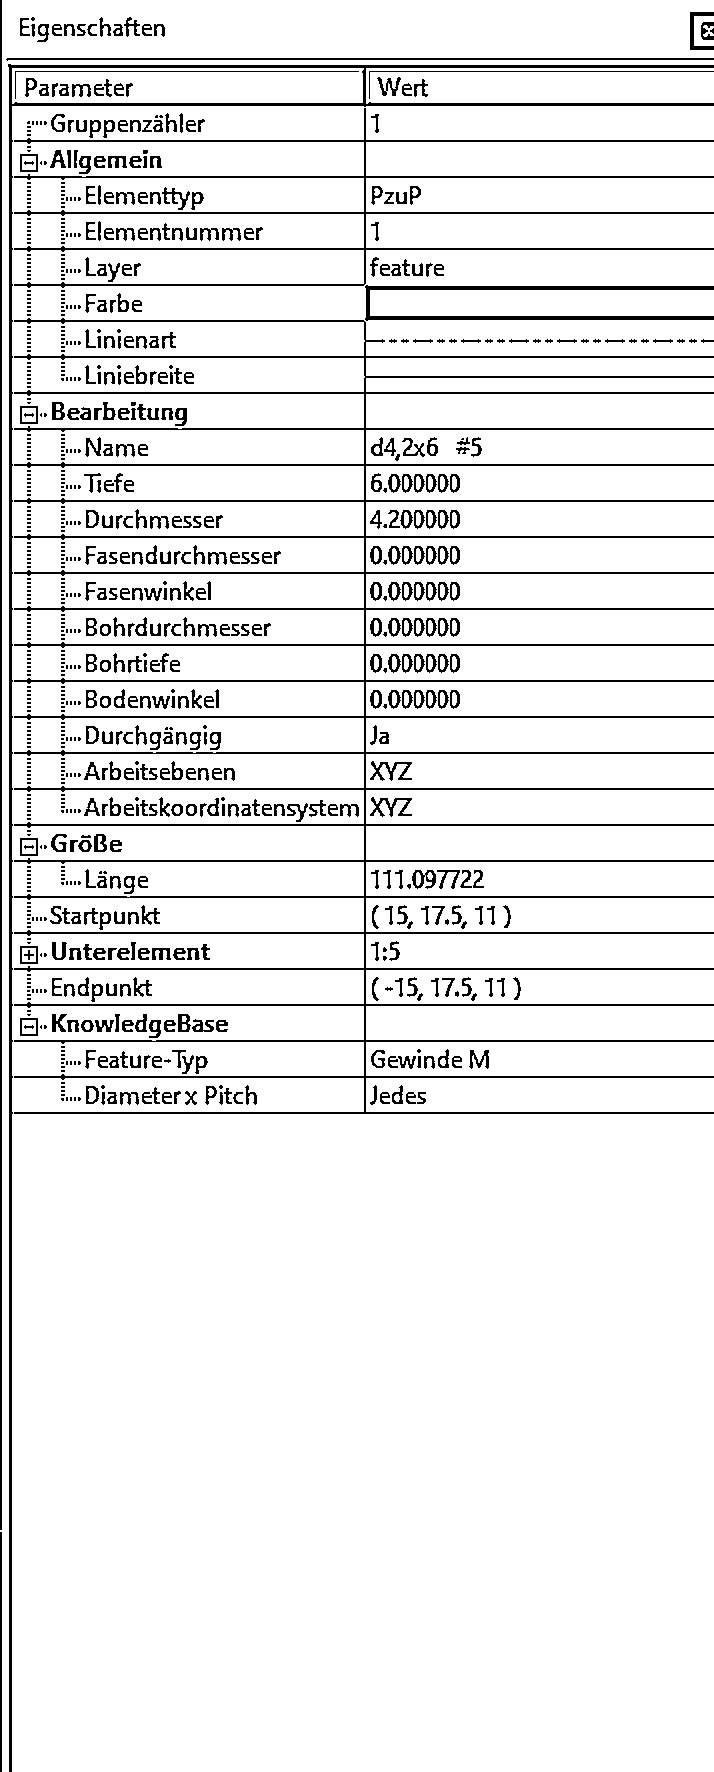 Eigenschaften
Parameter Wert
Gruppenzähler 1
Allgemein
Elementtyp PzuP
Elementnummer 1
Layer feature
Farbe
Linienart
Liniebreite
Bearbeitung
Name d4,2x6 #5
Tiefe 6.000000
Durchmesser 4.200000
Fasendurchmesser 0.000000
Fasenwinkel 0.000000
Bohrdurchmesser 0.000000
Bohrtiefe 0.000000
Bodenwinkel 0.000000
Durchgängig Ja
Arbeitsebenen XYZ
Arbeitskoordinatensystem XYZ
Größe
Länge 111.097722
Startpunkt ( 15, 17.5, 11 )
Unterelement 1:5
Endpunkt ( -15, 17.5, 11 )
KnowledgeBase
Feature-Typ Gewinde M
Diameter x Pitch Jedes